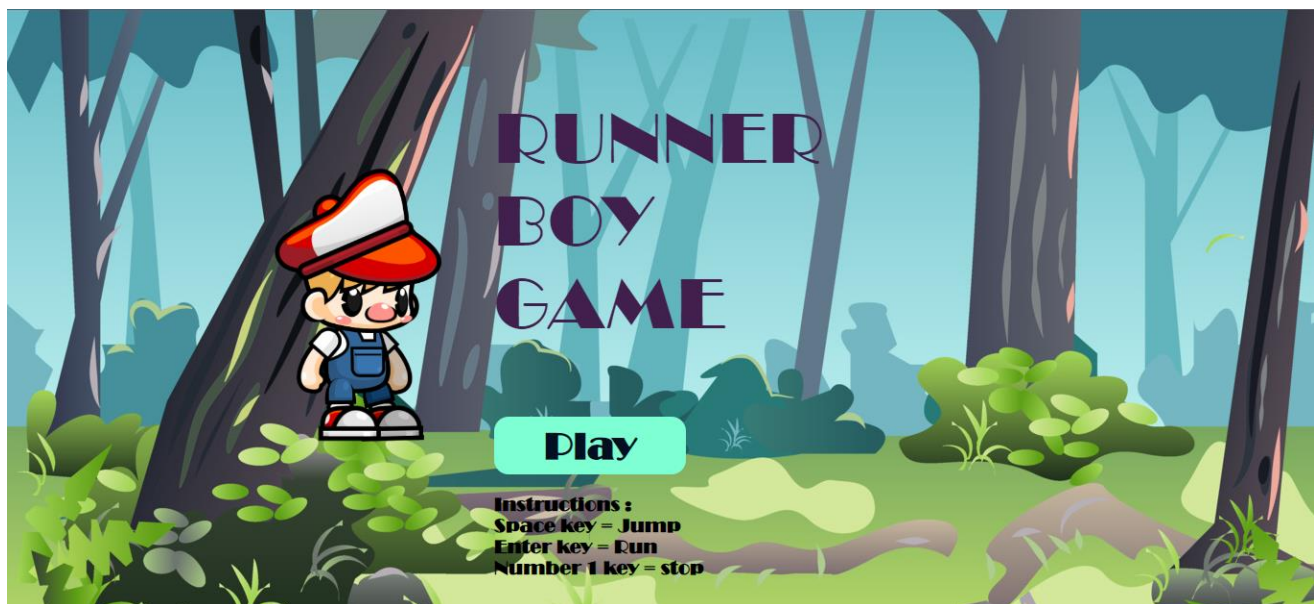 RUNNER
BOY
GAME
Play
Instructions :
Space key = Jump
Enter key = Run
Number 1 key = stop